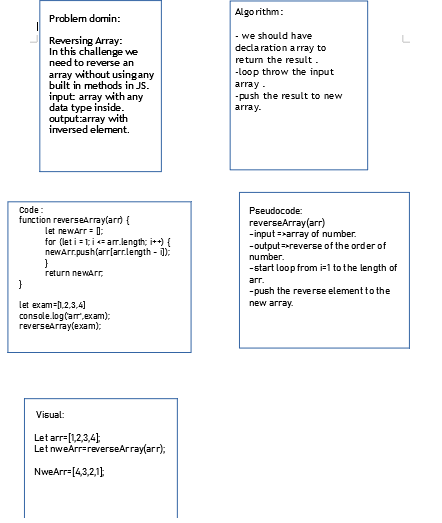 Problem domin:
Reversing Array:
In this challenge we
need to reverse an
array without using any
built in methods in JS.
input: array with any
data type inside.
output:array with
inversed element.
Algorithm:
- we should have
declaration array to
return the result .
-loop throw the input
array .
-push the result to new
array.
Code :
function reverseArray(arr) {
let newArr = [];
for (let i = 1; i <= arr.length; i++) {
newArr.push(arr[arr.length - i]);
}
return newArr;
}
let exam=[1,2,3,4]
console.log('arr',exam);
reverseArray(exam);
Pseudocode:
reverseArray(arr)
-input =>array of number.
-output=>reverse of the order of
number.
-start loop from i=1 to the length of
arr.
-push the reverse element to the
new array.
Visual:
Let arr=[1,2,3,4];
Let nweArr=reverseArray(arr);
NweArr=[4,3,2,1];